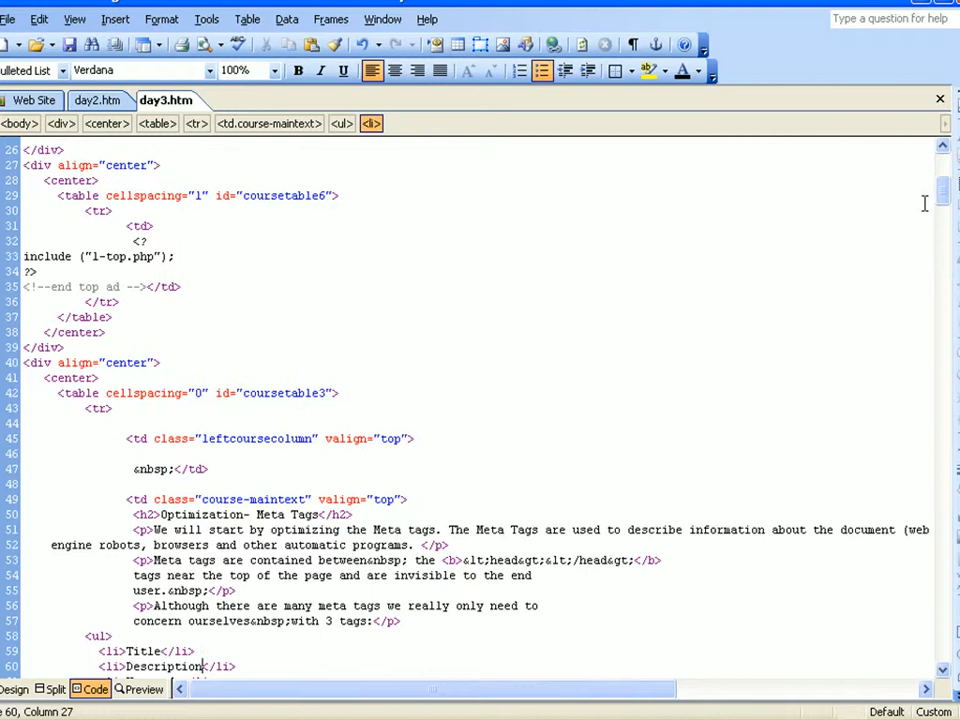 File Edit View Insert Format Tools Table Data Frames Window Help Type a question for help
ulleted List Verdana 100% B I U
Web Site day2.htm day3.htm
<body> <div> <center> <table> <tr> <td.course-maintext> <ul> <li>
26 </div>
27 <div align="center">
28 <center>
29 <table cellspacing="1" id="coursetable6">
30 <tr>
31 <td>
32 <?
33 include ("1-top.php");
34 ?>
35 <!--end top ad --></td>
36 </tr>
37 </table>
38 </center>
39 </div>
40 <div align="center">
41 <center>
42 <table cellspacing="0" id="coursetable3">
43 <tr>
44
45 <td class="leftcoursecolumn" valign="top">
46
47 &nbsp;</td>
48
49 <td class="course-maintext" valign="top">
50 <h2>Optimization- Meta Tags</h2>
51 <p>We will start by optimizing the Meta tags. The Meta Tags are used to describe information about the document (web
52 engine robots, browsers and other automatic programs. </p>
53 <p>Meta tags are contained between&nbsp; the <b>&lt;head&gt;&lt;/head&gt;</b>
54 tags near the top of the page and are invisible to the end
55 user.&nbsp;</p>
56 <p>Although there are many meta tags we really only need to
57 concern ourselves&nbsp;with 3 tags:</p>
58 <ul>
59 <li>Title</li>
60 <li>Description</li>
Design Split Code Preview
e 60, Column 27 Default Custom